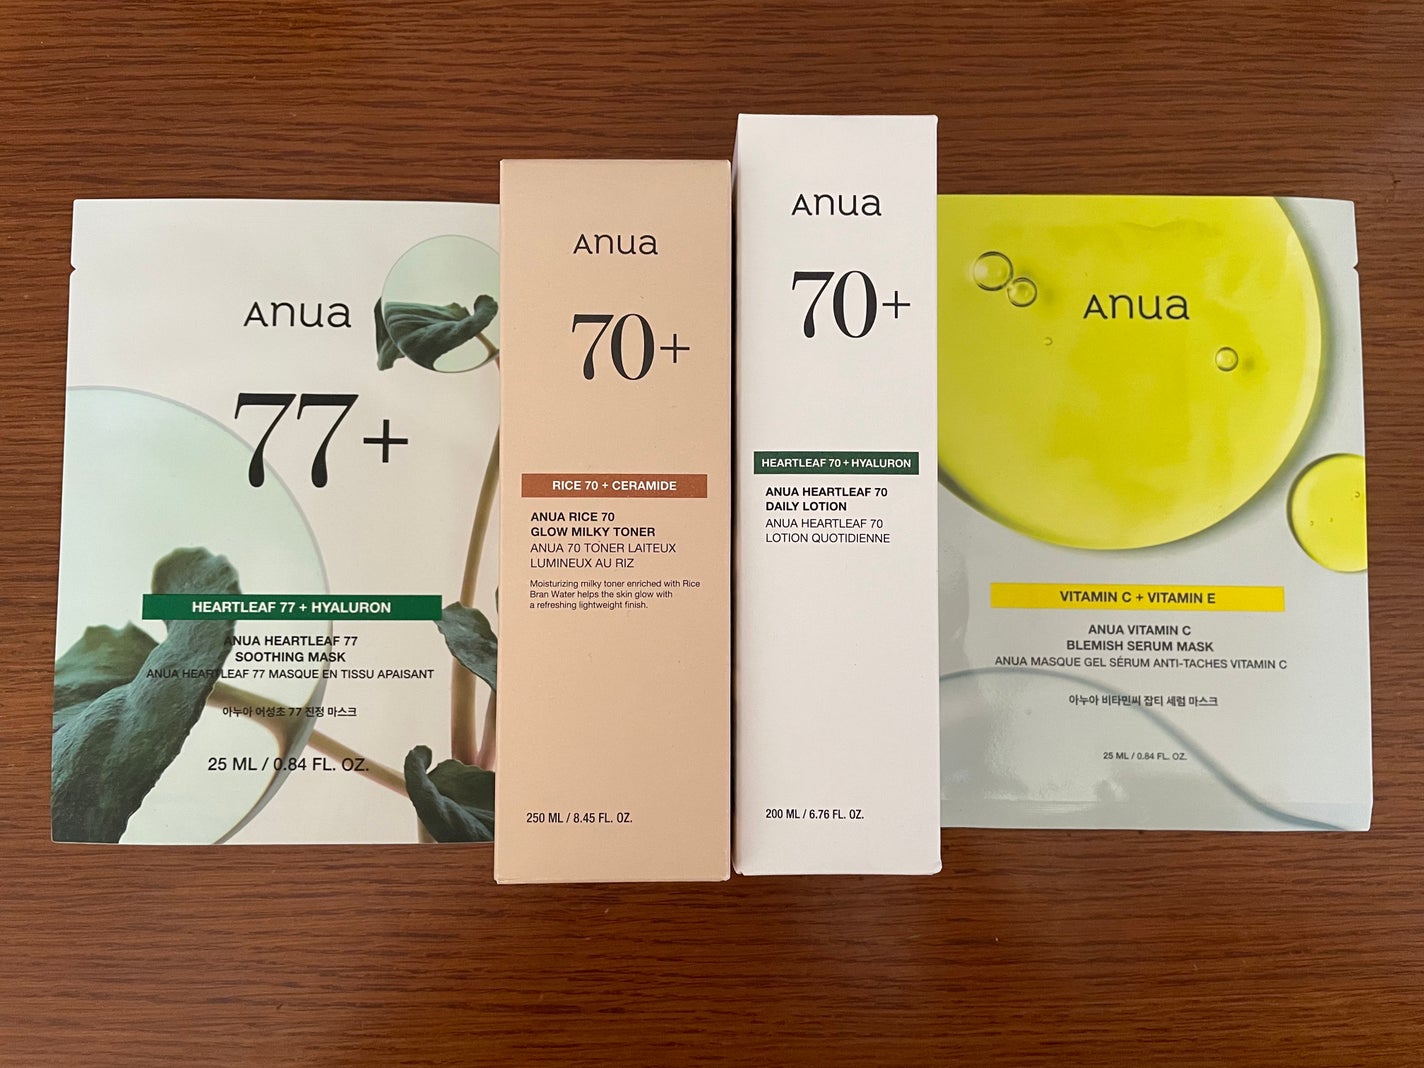 Anua
77+
HEARTLEAF 77 + HYALURON
ANUA HEARTLEAF 77
SOOTHING MASK
ANUA HEARTLEAF 77 MASQUE EN TISSU APAISANT
아누아 어성초 77 진정 마스크
25 ML / 0.84 FL. OZ.
Anua
70+
RICE 70 + CERAMIDE
ANUA RICE 70
GLOW MILKY TONER
ANUA 70 TONER LAITEUX
LUMINEUX AU RIZ
Moisturizing milky toner enriched with Rice
Bran Water helps the skin glow with
a refreshing lightweight finish.
250 ML / 8.45 FL. OZ.
Anua
70+
HEARTLEAF 70 + HYALURON
ANUA HEARTLEAF 70
DAILY LOTION
ANUA HEARTLEAF 70
LOTION QUOTIDIENNE
200 ML / 6.76 FL. OZ.
Anua
VITAMIN C + VITAMIN E
ANUA VITAMIN C
BLEMISH SERUM MASK
ANUA MASQUE GEL SÉRUM ANTI-TACHES VITAMIN C
아누아 비타민씨 잡티 세럼 마스크
25 ML / 0.84 FL. OZ.